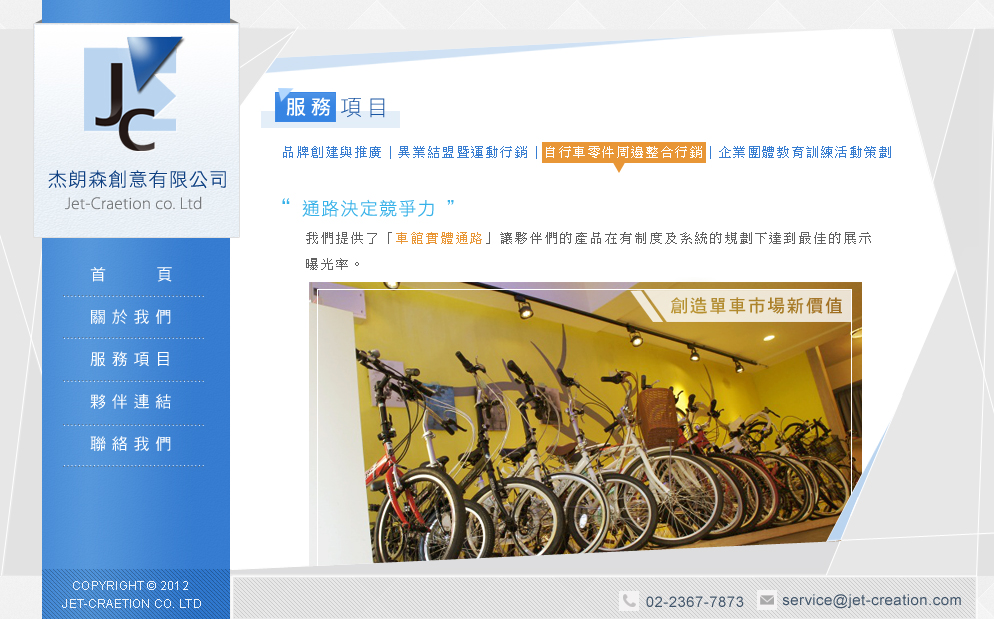 JC
杰朗森創意有限公司
Jet-Craetion co. Ltd
首 頁
關於我們
服務項目
夥伴連結
聯絡我們
COPYRIGHT © 2012
JET-CRAETION CO. LTD
服務項目
品牌創建與推廣 | 異業結盟暨運動行銷 | 自行車零件周邊整合行銷 | 企業團體教育訓練活動策劃
“ 通路決定競爭力 ”
我們提供了「車館實體通路」讓夥伴們的產品在有制度及系統的規劃下達到最佳的展示
曝光率。
創造單車市場新價值
02-2367-7873 service@jet-creation.com